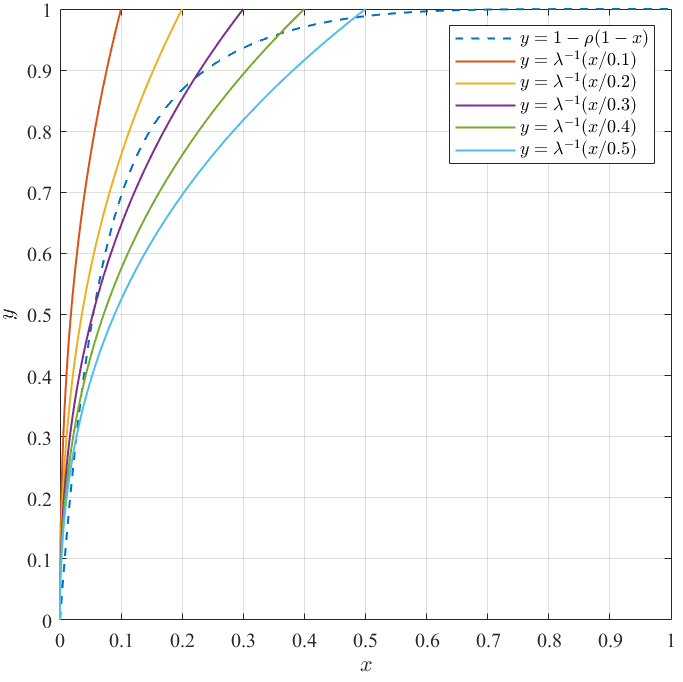 1
0.9
0.8
0.7
0.6
0.5
0.4
0.3
0.2
0.1
0
y
y = 1 − ρ(1 − x)
y = λ⁻¹(x/0.1)
y = λ⁻¹(x/0.2)
y = λ⁻¹(x/0.3)
y = λ⁻¹(x/0.4)
y = λ⁻¹(x/0.5)
0 0.1 0.2 0.3 0.4 0.5 0.6 0.7 0.8 0.9 1
x